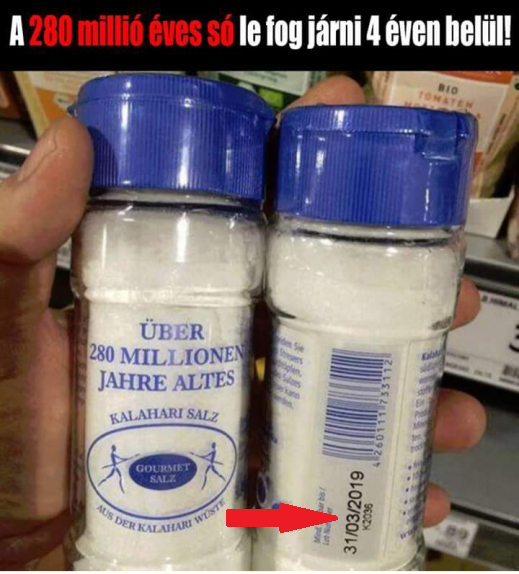 A 280 millió éves só le fog járni 4 éven belül!
BIO
TOMATEN
ÜBER
280 MILLIONEN
JAHRE ALTES
KALAHARI SALZ
GOURMET
SALZ
AUS DER KALAHARI WÜSTE
4260111733112
31/03/2019
K2036